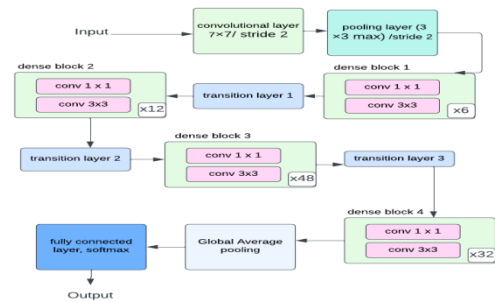 Input
convolutional layer
7×7/ stride 2
pooling layer (3
×3 max) /stride 2
dense block 1
conv 1 x 1
conv 3x3
x6
transition layer 1
dense block 2
conv 1 x 1
conv 3x3
x12
transition layer 2
dense block 3
conv 1 x 1
conv 3x3
x48
transition layer 3
dense block 4
conv 1 x 1
conv 3x3
x32
Global Average
pooling
fully connected
layer, softmax
Output